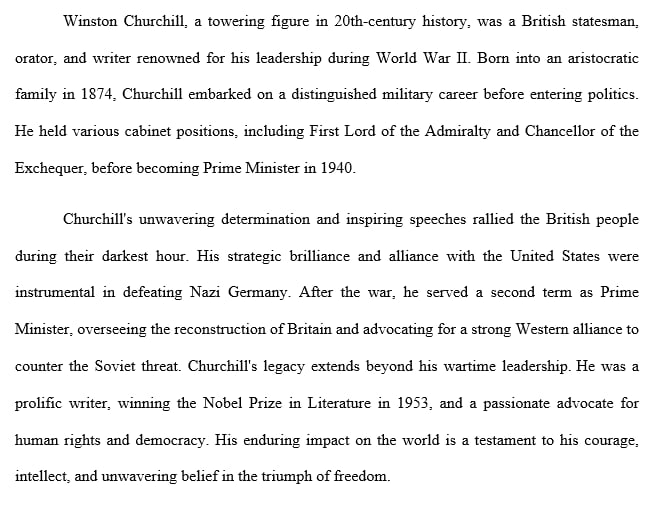 Winston Churchill, a towering figure in 20th-century history, was a British statesman,
orator, and writer renowned for his leadership during World War II. Born into an aristocratic
family in 1874, Churchill embarked on a distinguished military career before entering politics.
He held various cabinet positions, including First Lord of the Admiralty and Chancellor of the
Exchequer, before becoming Prime Minister in 1940.
Churchill's unwavering determination and inspiring speeches rallied the British people
during their darkest hour. His strategic brilliance and alliance with the United States were
instrumental in defeating Nazi Germany. After the war, he served a second term as Prime
Minister, overseeing the reconstruction of Britain and advocating for a strong Western alliance to
counter the Soviet threat. Churchill's legacy extends beyond his wartime leadership. He was a
prolific writer, winning the Nobel Prize in Literature in 1953, and a passionate advocate for
human rights and democracy. His enduring impact on the world is a testament to his courage,
intellect, and unwavering belief in the triumph of freedom.